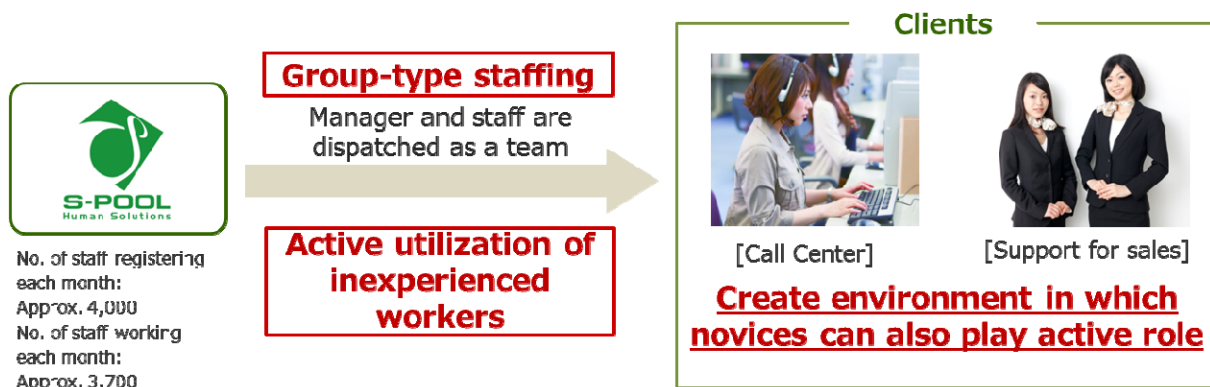 S-POOL
Human Solutions
No. of staff registering
each month:
Approx. 4,000
No. of staff working
each month:
Approx. 3,700
Group-type staffing
Manager and staff are
dispatched as a team
Active utilization of
inexperienced
workers
Clients
[Call Center]
[Support for sales]
Create environment in which
novices can also play active role